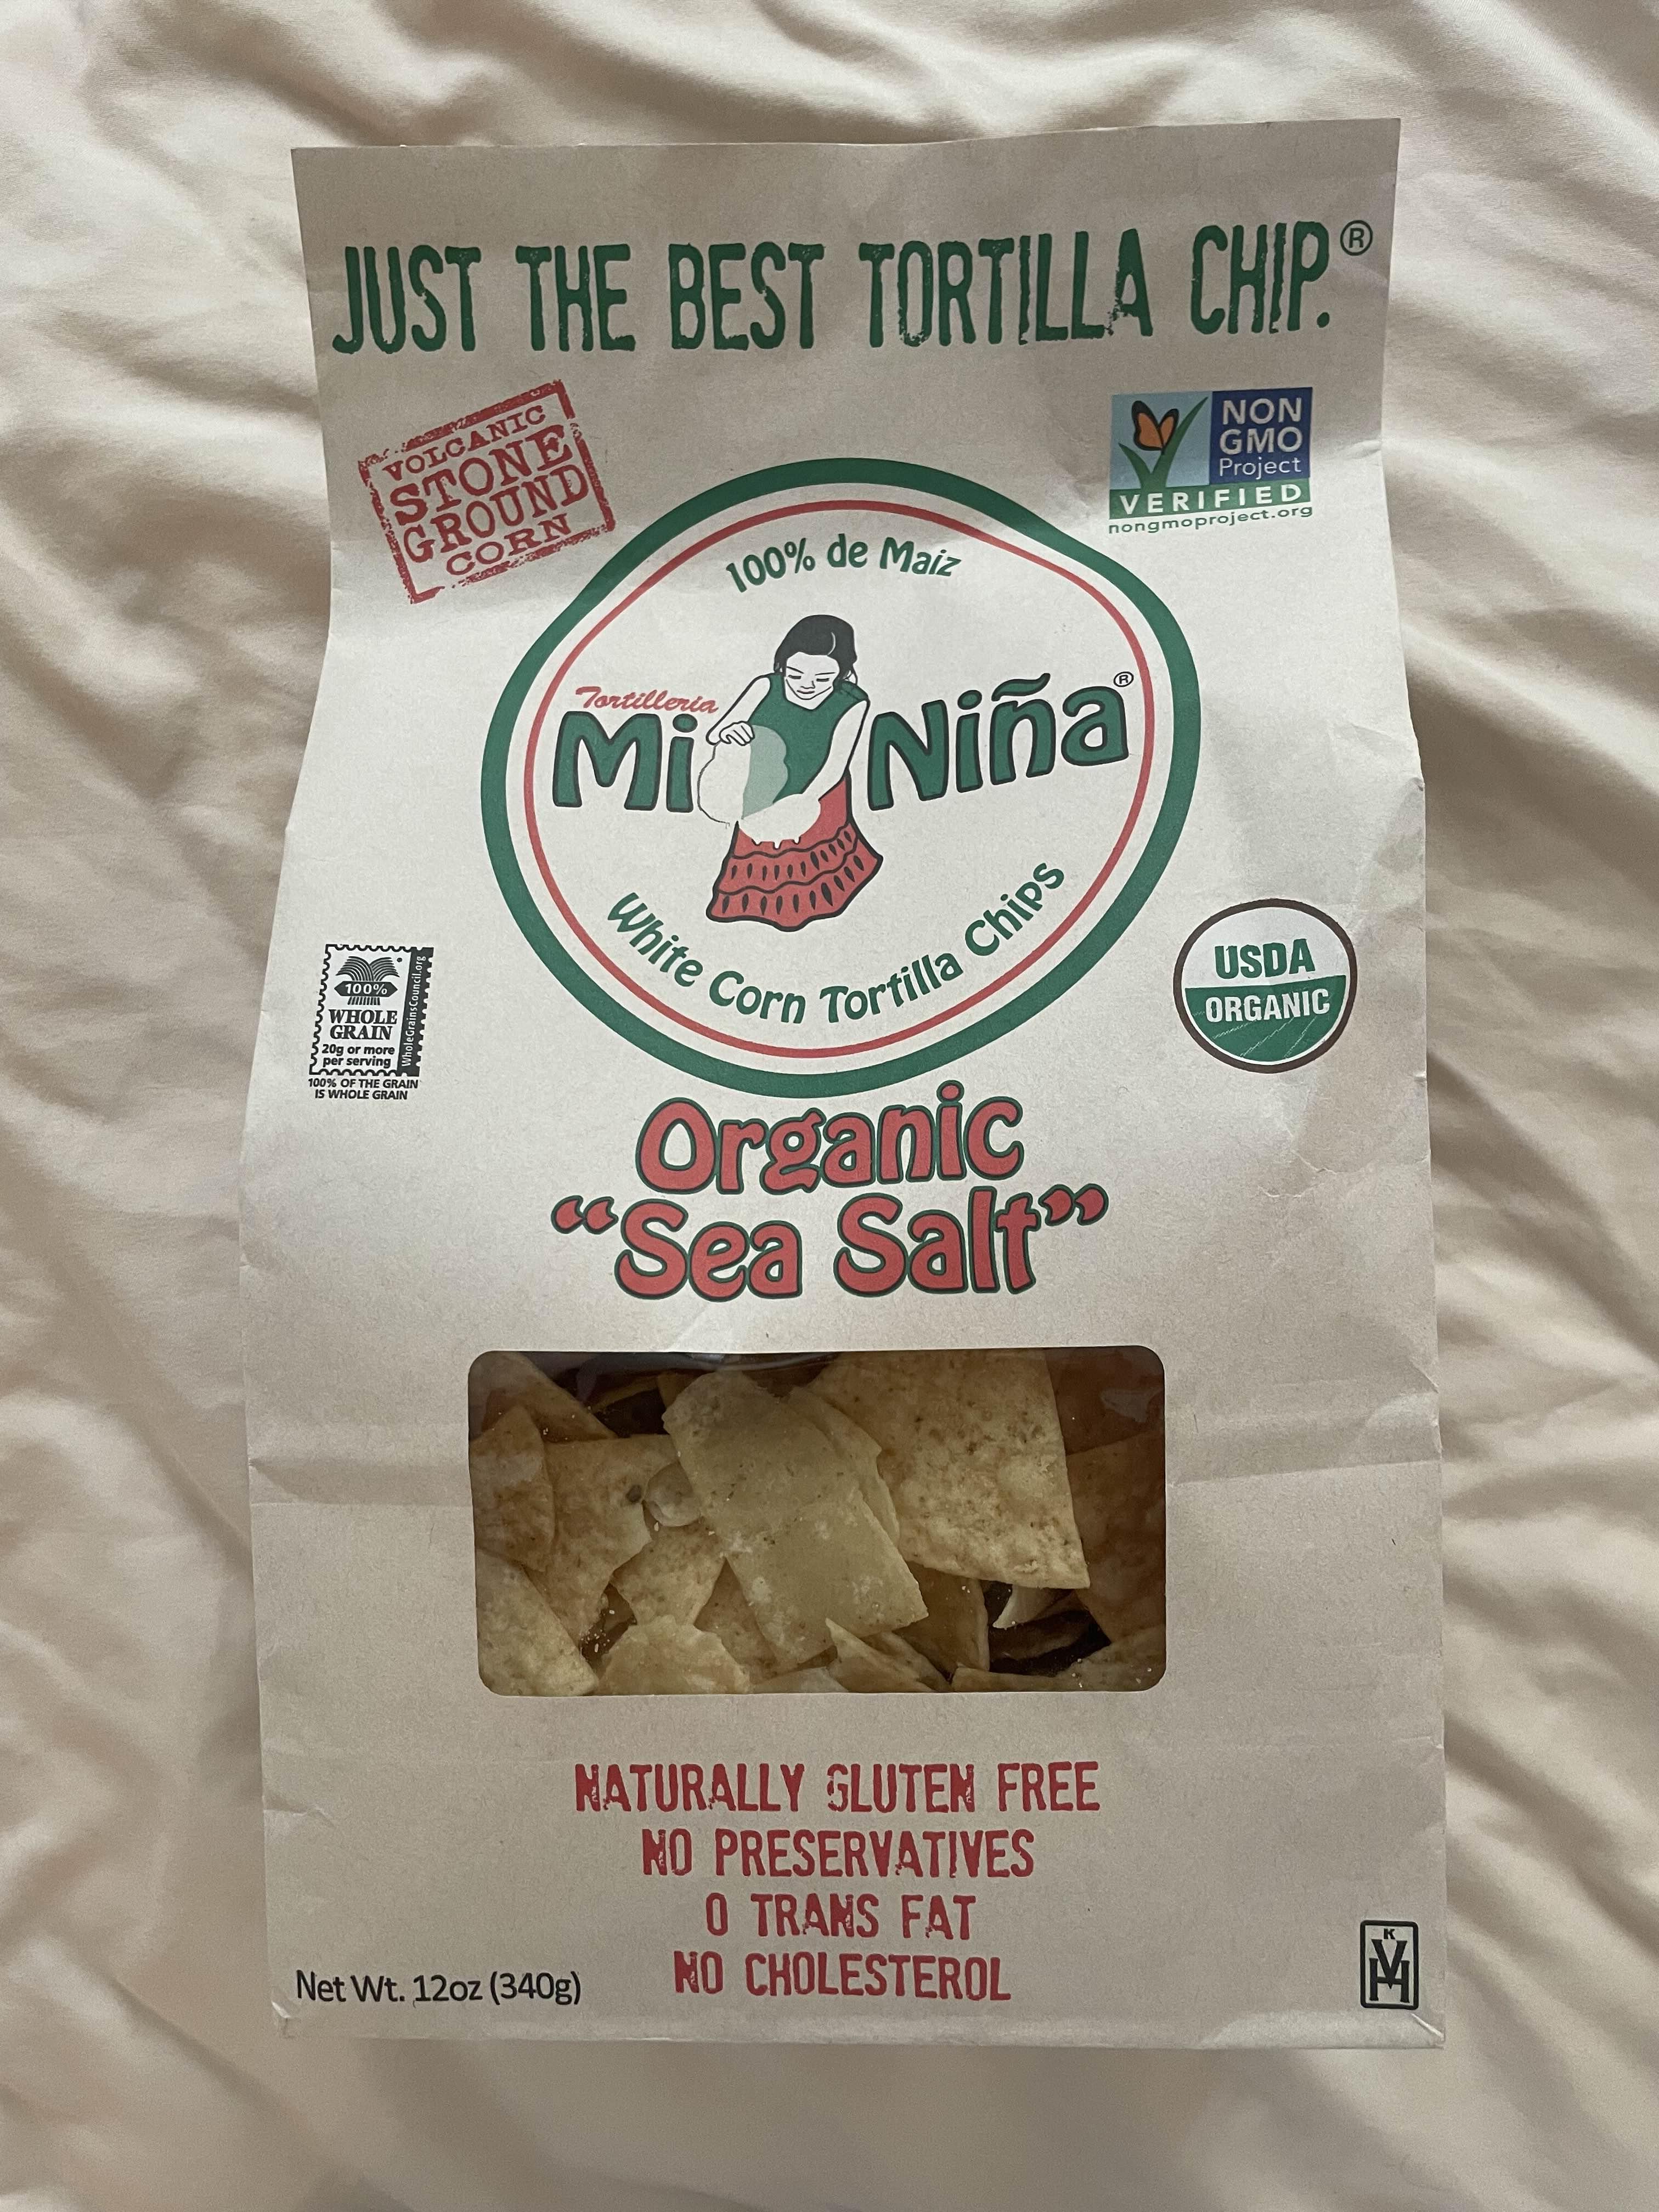 JUST THE BEST TORTILLA CHIP.®
VOLCANIC
STONE
GROUND
CORN
NON
GMO
Project
VERIFIED
nongmoproject.org
100% de Maiz
Tortilleria
Mi Niña®
White Corn Tortilla Chips
100%
WHOLE
GRAIN
20g or more
per serving
WholeGrainsCouncil.org
100% OF THE GRAIN
IS WHOLE GRAIN
USDA
ORGANIC
Organic
“Sea Salt”
NATURALLY GLUTEN FREE
NO PRESERVATIVES
0 TRANS FAT
NO CHOLESTEROL
Net Wt. 12oz (340g)
K
VH